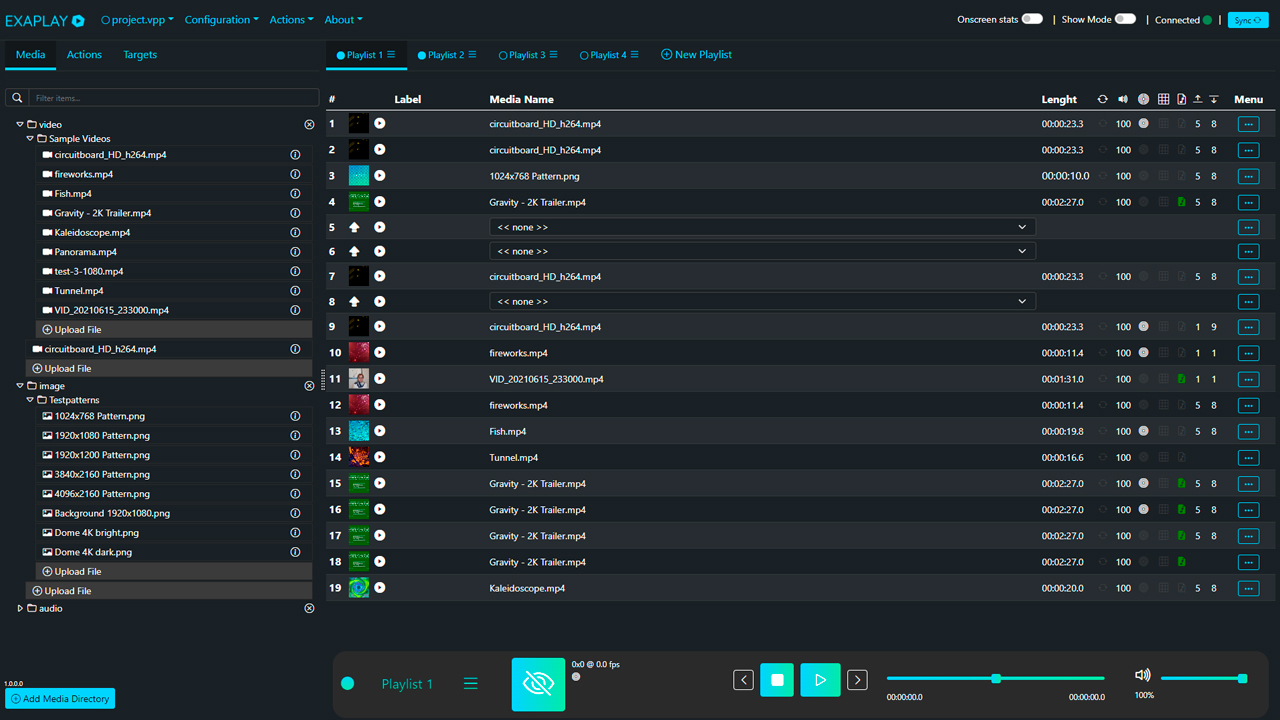 EXAPLAY project.vpp Configuration Actions About Onscreen stats | Show Mode | Connected | Sync
Media Actions Targets Playlist 1 Playlist 2 Playlist 3 Playlist 4 New Playlist
Filter items...
# Label Media Name Lenght Menu
video
Sample Videos
circuitboard_HD_h264.mp4
fireworks.mp4
Fish.mp4
Gravity - 2K Trailer.mp4
Kaleidoscope.mp4
Panorama.mp4
test-3-1080.mp4
Tunnel.mp4
VID_20210615_233000.mp4
Upload File
circuitboard_HD_h264.mp4
Upload File
image
Testpatterns
1024x768 Pattern.png
1920x1080 Pattern.png
1920x1200 Pattern.png
3840x2160 Pattern.png
4096x2160 Pattern.png
Background 1920x1080.png
Dome 4K bright.png
Dome 4K dark.png
Upload File
Upload File
audio
1.0.0.0
Add Media Directory
1 circuitboard_HD_h264.mp4 00:00:23.3 100 5 8
2 circuitboard_HD_h264.mp4 00:00:23.3 100 5 8
3 1024x768 Pattern.png 00:00:10.0 100 5 8
4 Gravity - 2K Trailer.mp4 00:02:27.0 100 5 8
5 << none >>
6 << none >>
7 circuitboard_HD_h264.mp4 00:00:23.3 100 5 8
8 << none >>
9 circuitboard_HD_h264.mp4 00:00:23.3 100 1 9
10 fireworks.mp4 00:00:11.4 100 1 1
11 VID_20210615_233000.mp4 00:01:31.0 100 1 1
12 fireworks.mp4 00:00:11.4 100 5 8
13 Fish.mp4 00:00:19.8 100 5 8
14 Tunnel.mp4 00:00:16.6 100
15 Gravity - 2K Trailer.mp4 00:02:27.0 100 5 8
16 Gravity - 2K Trailer.mp4 00:02:27.0 100 5 8
17 Gravity - 2K Trailer.mp4 00:02:27.0 100 5 8
18 Gravity - 2K Trailer.mp4 00:02:27.0 100
19 Kaleidoscope.mp4 00:00:20.0 100 5 8
Playlist 1
0x0 @ 0.0 fps
00:00:00.0 00:00:00.0
100%